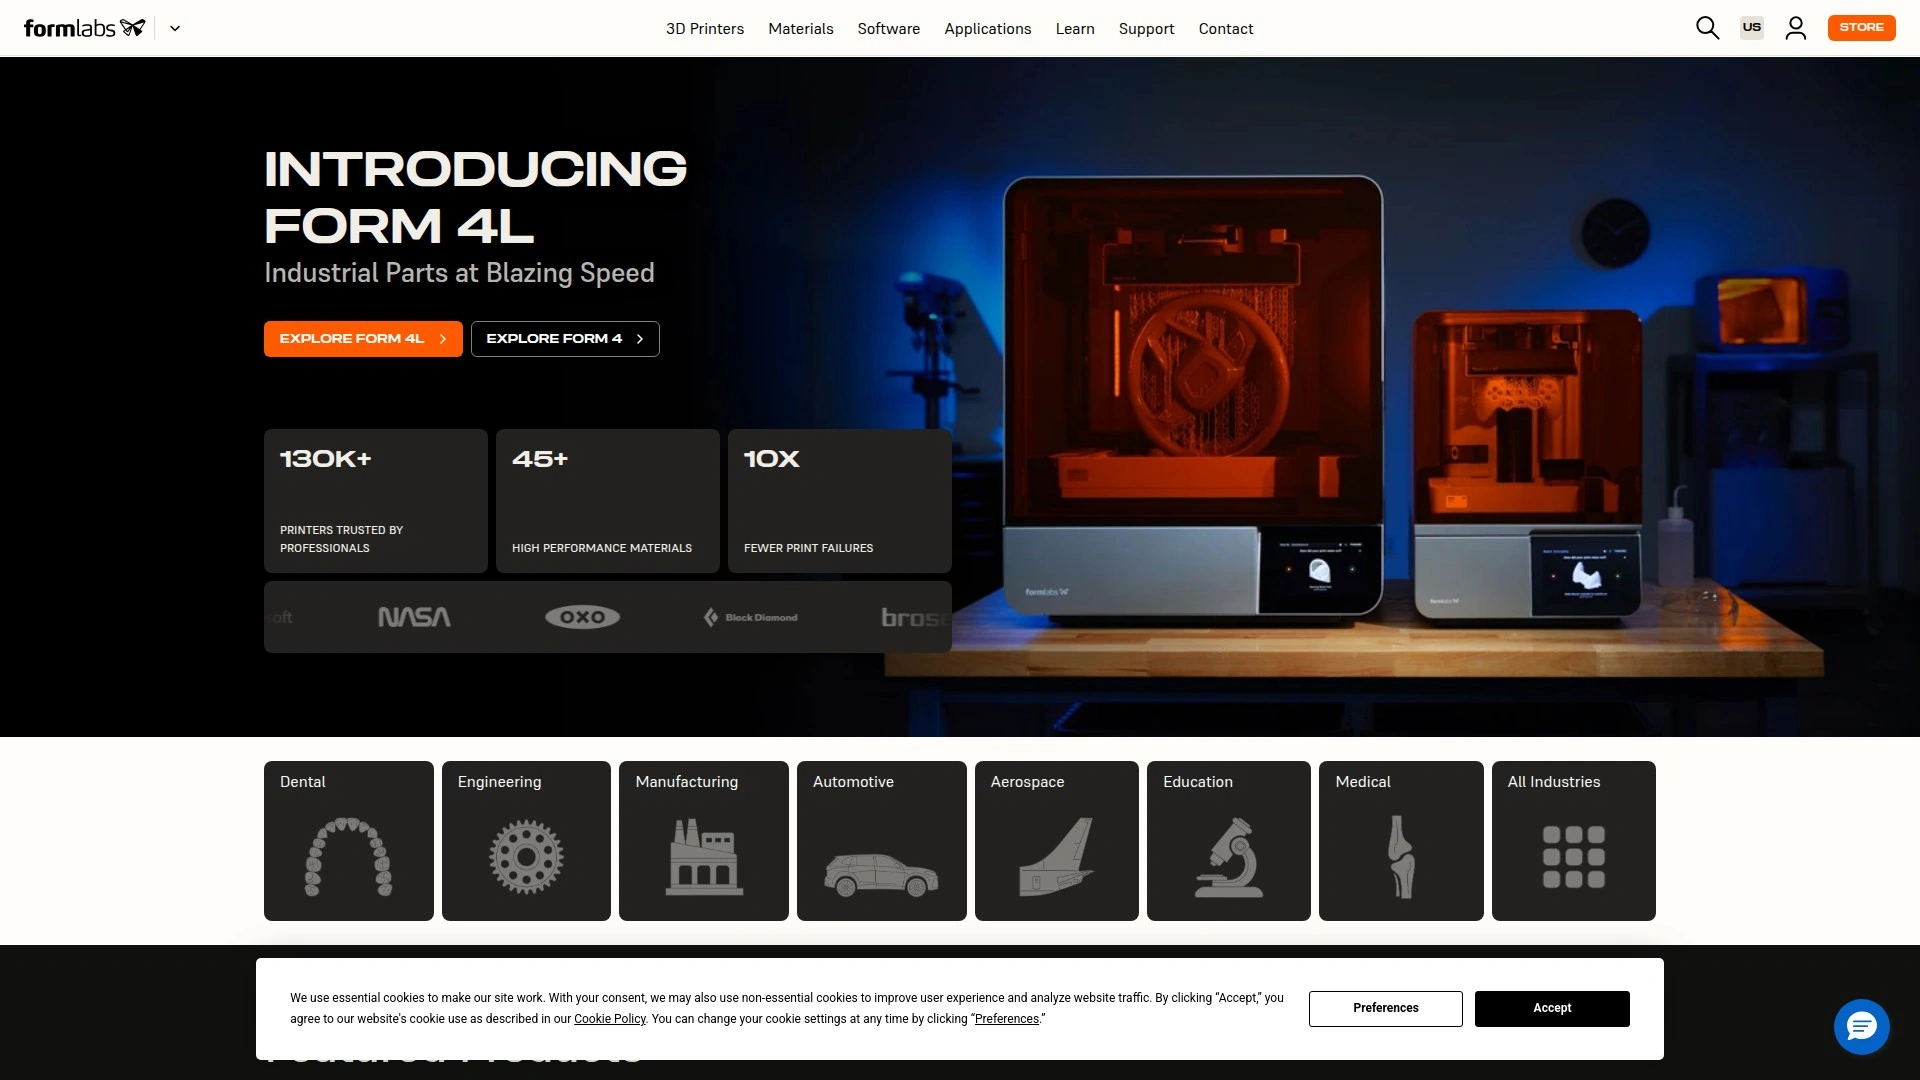 formlabs
3D Printers
Materials
Software
Applications
Learn
Support
Contact
US
STORE
INTRODUCING
FORM 4L
Industrial Parts at Blazing Speed
EXPLORE FORM 4L
EXPLORE FORM 4
130K+
PRINTERS TRUSTED BY
PROFESSIONALS
45+
HIGH PERFORMANCE MATERIALS
10X
FEWER PRINT FAILURES
soft
NASA
OXO
Black Diamond
brose
formlabs
formlabs
Dental
Engineering
Manufacturing
Automotive
Aerospace
Education
Medical
All Industries
We use essential cookies to make our site work. With your consent, we may also use non-essential cookies to improve user experience and analyze website traffic. By clicking “Accept,” you
agree to our website's cookie use as described in our Cookie Policy. You can change your cookie settings at any time by clicking “Preferences.”
Preferences
Accept
Featured Products